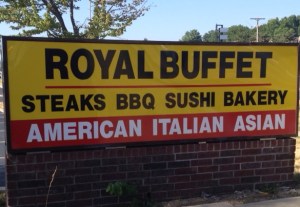 ROYAL BUFFET
STEAKS BBQ SUSHI BAKERY
AMERICAN ITALIAN ASIAN